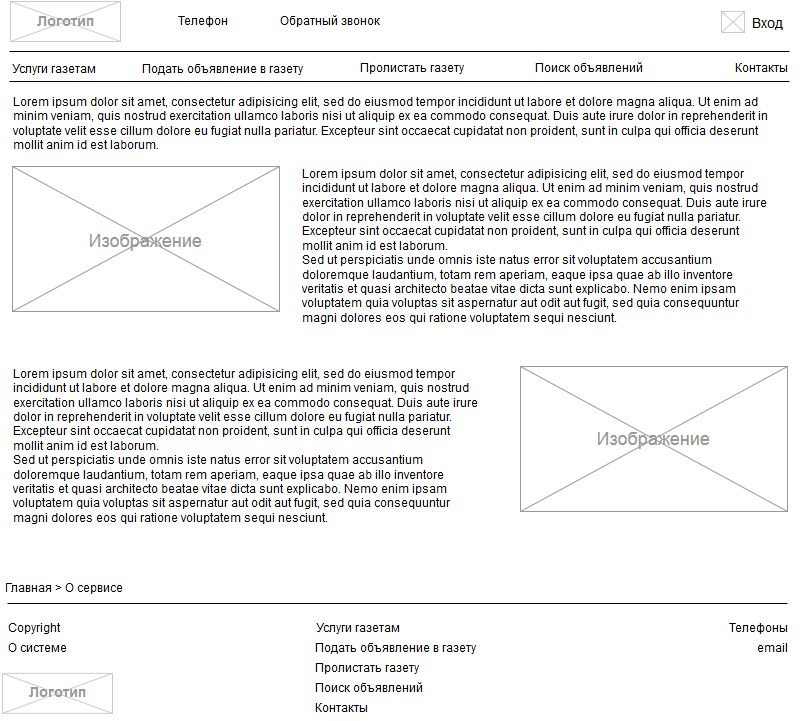 Логотип Телефон Обратный звонок Вход
Услуги газетам Подать объявление в газету Пролистать газету Поиск объявлений Контакты
Lorem ipsum dolor sit amet, consectetur adipisicing elit, sed do eiusmod tempor incididunt ut labore et dolore magna aliqua. Ut enim ad
minim veniam, quis nostrud exercitation ullamco laboris nisi ut aliquip ex ea commodo consequat. Duis aute irure dolor in reprehenderit in
voluptate velit esse cillum dolore eu fugiat nulla pariatur. Excepteur sint occaecat cupidatat non proident, sunt in culpa qui officia deserunt
mollit anim id est laborum.
Изображение
Lorem ipsum dolor sit amet, consectetur adipisicing elit, sed do eiusmod tempor
incididunt ut labore et dolore magna aliqua. Ut enim ad minim veniam, quis nostrud
exercitation ullamco laboris nisi ut aliquip ex ea commodo consequat. Duis aute irure
dolor in reprehenderit in voluptate velit esse cillum dolore eu fugiat nulla pariatur.
Excepteur sint occaecat cupidatat non proident, sunt in culpa qui officia deserunt
mollit anim id est laborum.
Sed ut perspiciatis unde omnis iste natus error sit voluptatem accusantium
doloremque laudantium, totam rem aperiam, eaque ipsa quae ab illo inventore
veritatis et quasi architecto beatae vitae dicta sunt explicabo. Nemo enim ipsam
voluptatem quia voluptas sit aspernatur aut odit aut fugit, sed quia consequuntur
magni dolores eos qui ratione voluptatem sequi nesciunt.
Lorem ipsum dolor sit amet, consectetur adipisicing elit, sed do eiusmod tempor
incididunt ut labore et dolore magna aliqua. Ut enim ad minim veniam, quis nostrud
exercitation ullamco laboris nisi ut aliquip ex ea commodo consequat. Duis aute irure
dolor in reprehenderit in voluptate velit esse cillum dolore eu fugiat nulla pariatur.
Excepteur sint occaecat cupidatat non proident, sunt in culpa qui officia deserunt
mollit anim id est laborum.
Sed ut perspiciatis unde omnis iste natus error sit voluptatem accusantium
doloremque laudantium, totam rem aperiam, eaque ipsa quae ab illo inventore
veritatis et quasi architecto beatae vitae dicta sunt explicabo. Nemo enim ipsam
voluptatem quia voluptas sit aspernatur aut odit aut fugit, sed quia consequuntur
magni dolores eos qui ratione voluptatem sequi nesciunt.
Изображение
Главная > О сервисе
Copyright
О системе
Логотип
Услуги газетам
Подать объявление в газету
Пролистать газету
Поиск объявлений
Контакты
Телефоны
email